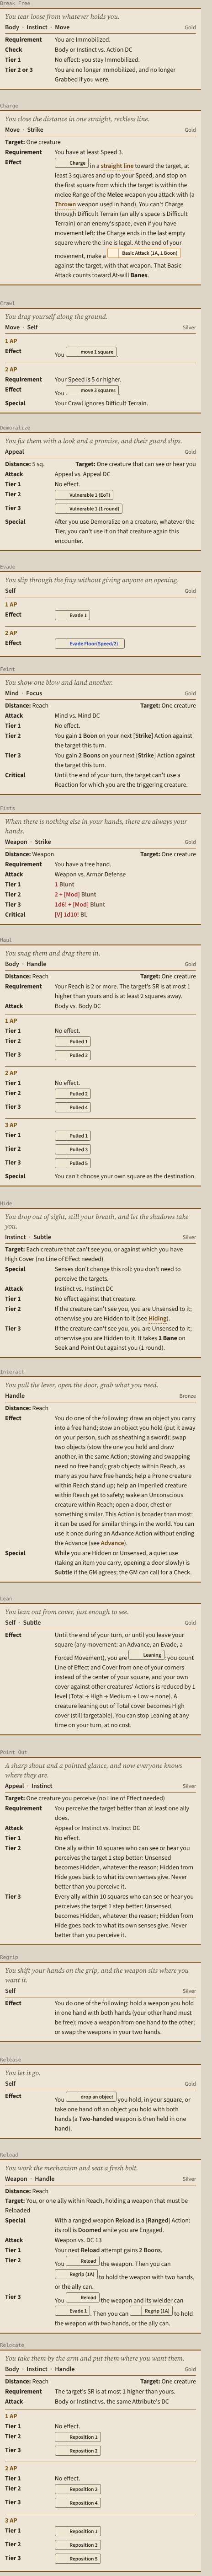 Break Free
You tear loose from whatever holds you.
Body · Instinct · Move Gold
Requirement You are Immobilized.
Check Body or Instinct vs. Action DC
Tier 1 No effect: you stay Immobilized.
Tier 2 or 3 You are no longer Immobilized, and no longer
Grabbed if you were.
Charge
You close the distance in one straight, reckless line.
Move · Strike Gold
Target: One creature
Requirement You have at least Speed 3.
Effect Charge in a straight line toward the target, at
least 3 squares and up to your Speed, and stop on
the first square from which the target is within the
melee Range of the Melee weapon you attack with (a
Thrown weapon used in hand). You can't Charge
through Difficult Terrain (an ally's space is Difficult
Terrain) or an enemy's space, even if you have
movement left: the Charge ends in the last empty
square where the line is legal. At the end of your
movement, make a Basic Attack (1A, 1 Boon)
against the target, with that weapon. That Basic
Attack counts toward At-will Banes.
Crawl
You drag yourself along the ground.
Move · Self Silver
1 AP
Effect You move 1 square
2 AP
Requirement Your Speed is 5 or higher.
Effect You move 3 squares
Special Your Crawl ignores Difficult Terrain.
Demoralize
You fix them with a look and a promise, and their guard slips.
Appeal Gold
Distance: 5 sq. Target: One creature that can see or hear you
Attack Appeal vs. Appeal DC
Tier 1 No effect.
Tier 2 Vulnerable 1 (EoT)
Tier 3 Vulnerable 1 (1 round)
Special After you use Demoralize on a creature, whatever the
Tier, you can't use it on that creature again this
encounter.
Evade
You slip through the fray without giving anyone an opening.
Self Gold
1 AP
Effect Evade 1
2 AP
Effect Evade Floor(Speed/2)
Feint
You show one blow and land another.
Mind · Focus Gold
Distance: Reach Target: One creature
Attack Mind vs. Mind DC
Tier 1 No effect.
Tier 2 You gain 1 Boon on your next [Strike] Action against
the target this turn.
Tier 3 You gain 2 Boons on your next [Strike] Action against
the target this turn.
Critical Until the end of your turn, the target can't use a
Reaction for which you are the triggering creature.
Fists
When there is nothing else in your hands, there are always your
hands.
Weapon · Strike Gold
Distance: Weapon Target: One creature
Requirement You have a free hand.
Attack Weapon vs. Armor Defense
Tier 1 1 Blunt
Tier 2 2 + [Mod] Blunt
Tier 3 1d6! + [Mod] Blunt
Critical [V] 1d10! Bl.
Haul
You snag them and drag them in.
Body · Handle Gold
Distance: Reach Target: One creature
Requirement Your Reach is 2 or more. The target's SR is at most 1
higher than yours and is at least 2 squares away.
Attack Body vs. Body DC
1 AP
Tier 1 No effect.
Tier 2 Pulled 1
Tier 3 Pulled 2
2 AP
Tier 1 No effect.
Tier 2 Pulled 2
Tier 3 Pulled 4
3 AP
Tier 1 Pulled 1
Tier 2 Pulled 3
Tier 3 Pulled 5
Special You can't choose your own square as the destination.
Hide
You drop out of sight, still your breath, and let the shadows take
you.
Instinct · Subtle Gold
Target: Each creature that can't see you, or against which you have
High Cover (no Line of Effect needed)
Special Senses don't change this roll: you don't need to
perceive the targets.
Attack Instinct vs. Instinct DC
Tier 1 No effect against that creature.
Tier 2 If the creature can't see you, you are Unsensed to it;
otherwise you are Hidden to it (see Hiding).
Tier 3 If the creature can't see you, you are Unsensed to it;
otherwise you are Hidden to it. It takes 1 Bane on
Seek and Point Out against you (1 round).
Interact
You pull the lever, open the door, grab what you need.
Handle Bronze
Distance: Reach
Effect You do one of the following: draw an object you carry
into a free hand; stow an object you hold (put it away
on your person, such as sheathing a sword); swap
two objects (stow the one you hold and draw
another, in the same Action); stowing and swapping
need no free hand; grab objects within Reach, as
many as you have free hands; help a Prone creature
within Reach stand up; help an Imperiled creature
within Reach get to safety; wake an Unconscious
creature within Reach; open a door, chest or
something similar. This Action is broader than most:
it can be used for similar things in the world. You can
use it once during an Advance Action without ending
the Advance (see Advance).
Special While you are Hidden or Unsensed, a quiet use
(taking an item you carry, opening a door slowly) is
Subtle if the GM agrees; the GM can call for a Check.
Lean
You lean out from cover, just enough to see.
Self · Subtle Gold
Effect Until the end of your turn, or until you leave your
square (any movement: an Advance, an Evade, a
Forced Movement), you are Leaning: you count
Line of Effect and Cover from one of your corners
instead of the center of your square, and your own
cover against other creatures' Actions is reduced by 1
level (Total → High → Medium → Low → none). A
creature leaning out of Total cover becomes High
cover (still targetable). You can stop Leaning at any
time on your turn, at no cost.
Point Out
A sharp shout and a pointed glance, and now everyone knows
where they are.
Appeal · Instinct Silver
Target: One creature you perceive (no Line of Effect needed)
Requirement You perceive the target better than at least one ally
does.
Attack Appeal or Instinct vs. Instinct DC
Tier 1 No effect.
Tier 2 One ally within 10 squares who can see or hear you
perceives the target 1 step better: Unsensed
becomes Hidden, whatever the reason; Hidden from
Hide goes back to what its own senses give. Never
better than you perceive it.
Tier 3 Every ally within 10 squares who can see or hear you
perceives the target 1 step better: Unsensed
becomes Hidden, whatever the reason; Hidden from
Hide goes back to what its own senses give. Never
better than you perceive it.
Regrip
You shift your hands on the grip, and the weapon sits where you
want it.
Self Silver
Effect You do one of the following: hold a weapon you hold
in one hand with both hands (your other hand must
be free); move a weapon from one hand to the other;
or swap the weapons in your two hands.
Release
You let it go.
Self Gold
Effect You drop an object you hold, in your square, or
take one hand off an object you hold with both
hands (a Two-handed weapon is then held in one
hand).
Reload
You work the mechanism and seat a fresh bolt.
Weapon · Handle Silver
Distance: Reach
Target: You, or one ally within Reach, holding a weapon that must be
Reloaded
Special With a ranged weapon Reload is a [Ranged] Action:
its roll is Doomed while you are Engaged.
Attack Weapon vs. DC 13
Tier 1 Your next Reload attempt gains 2 Boons.
Tier 2 You Reload the weapon. Then you can
Regrip (1A) to hold the weapon with two hands,
or the ally can.
Tier 3 You Reload the weapon and its wielder can
Evade 1. Then you can Regrip (1A) to hold
the weapon with two hands, or the ally can.
Relocate
You take them by the arm and put them where you want them.
Body · Instinct · Handle Gold
Distance: Reach Target: One creature
Requirement The target's SR is at most 1 higher than yours.
Attack Body or Instinct vs. the same Attribute's DC
1 AP
Tier 1 No effect.
Tier 2 Reposition 1
Tier 3 Reposition 2
2 AP
Tier 1 No effect.
Tier 2 Reposition 2
Tier 3 Reposition 4
3 AP
Tier 1 Reposition 1
Tier 2 Reposition 3
Tier 3 Reposition 5